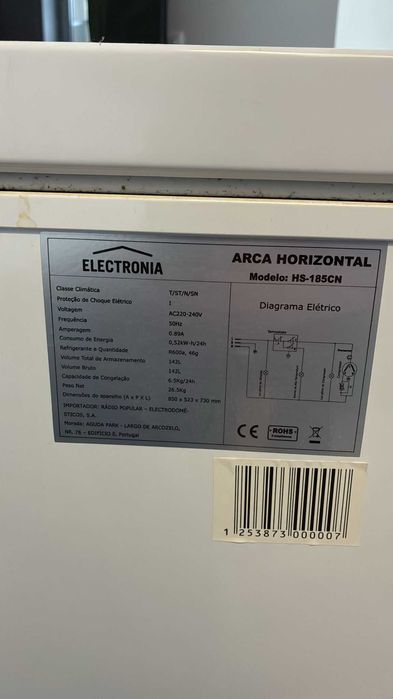 ELECTRONIA
ARCA HORIZONTAL
Modelo: HS-185CN
Classe Climática T/ST/N/SN
Proteção de Choque Elétrico I
Voltagem AC220-240V
Frequência 50Hz
Amperagem 0.89A
Consumo de Energia 0,52kW-h/24h
Refrigerante e Quantidade R600a, 46g
Volume Total de Armazenamento 142L
Volume Bruto 142L
Capacidade de Congelação 6.5Kg/24h
Peso Net 26.5Kg
Dimensões do aparelho (A x P X L) 850 x 523 x 730 mm
IMPORTADOR: RÁDIO POPULAR - ELECTRODOMÉ-
STICOS, S.A.
Morada: AGUDA PARK - LARGO DE ARCOZELO,
NR. 76 - EDIFÍCIO E, Portugal
Diagrama Elétrico
Termostato
CE
ROHS
1 253873 000007